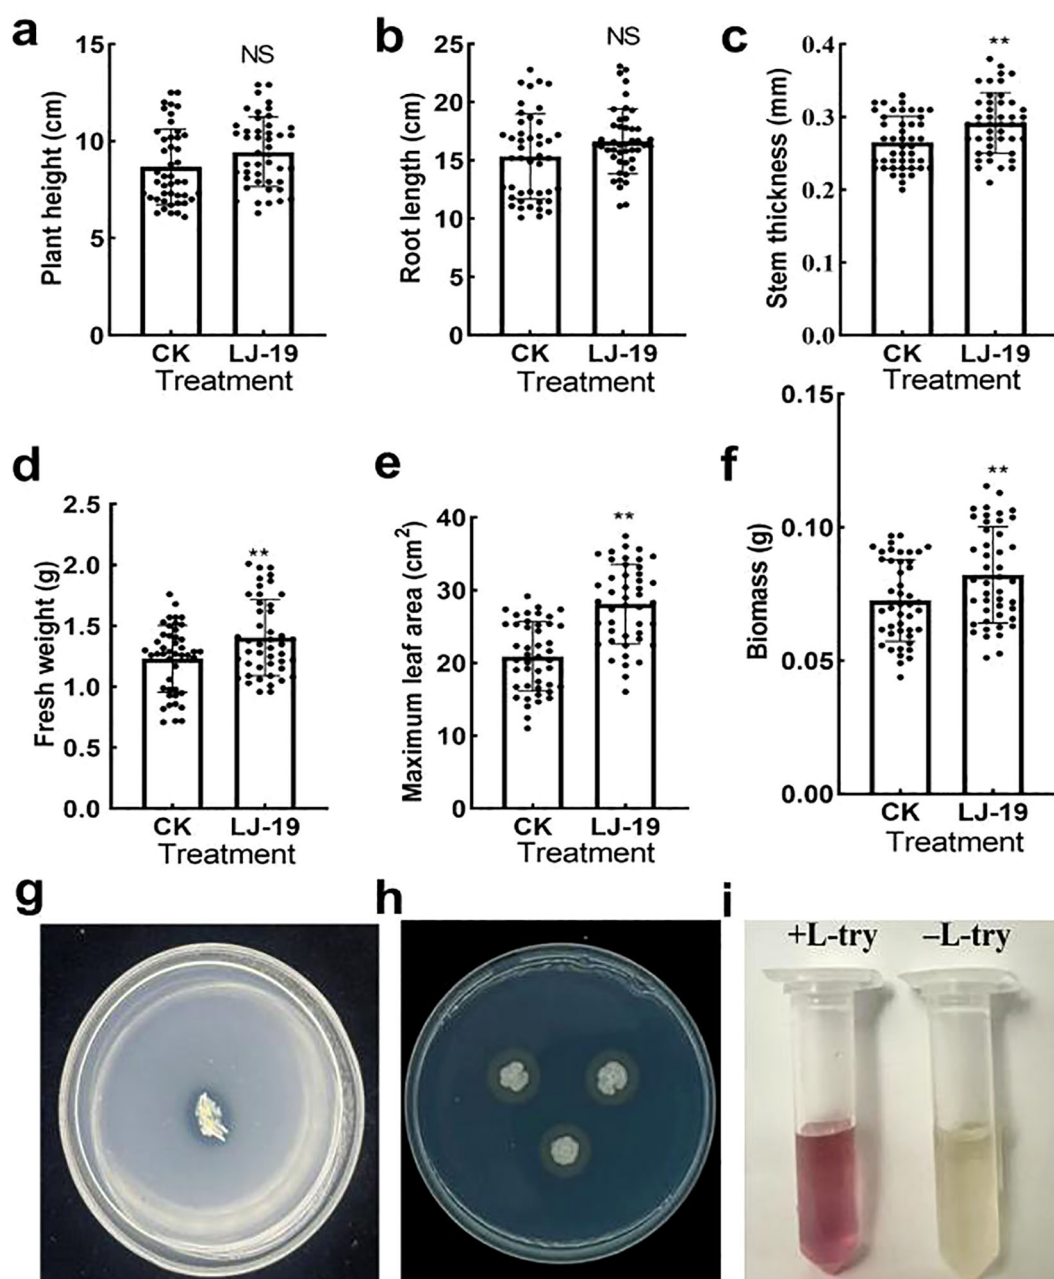 a
15
10
5
0
Plant height (cm)
NS
CK LJ-19
Treatment
b
25
20
15
10
5
0
Root length (cm)
NS
CK LJ-19
Treatment
c
0.4
0.3
0.2
0.1
0.0
Stem thickness (mm)
**
CK LJ-19
Treatment
d
2.5
2.0
1.5
1.0
0.5
0.0
Fresh weight (g)
**
CK LJ-19
Treatment
e
40
30
20
10
0
Maximum leaf area (cm²)
**
CK LJ-19
Treatment
f
0.15
0.10
0.05
0.00
Biomass (g)
**
CK LJ-19
Treatment
g
h
i
+L-try –L-try